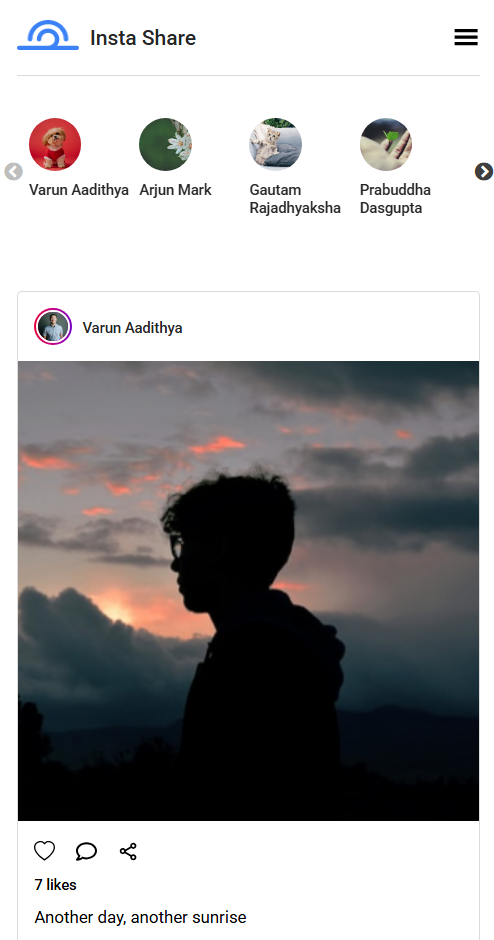 Insta Share
Varun Aadithya
Arjun Mark
Gautam
Rajadhyaksha
Prabuddha
Dasgupta
Varun Aadithya
7 likes
Another day, another sunrise